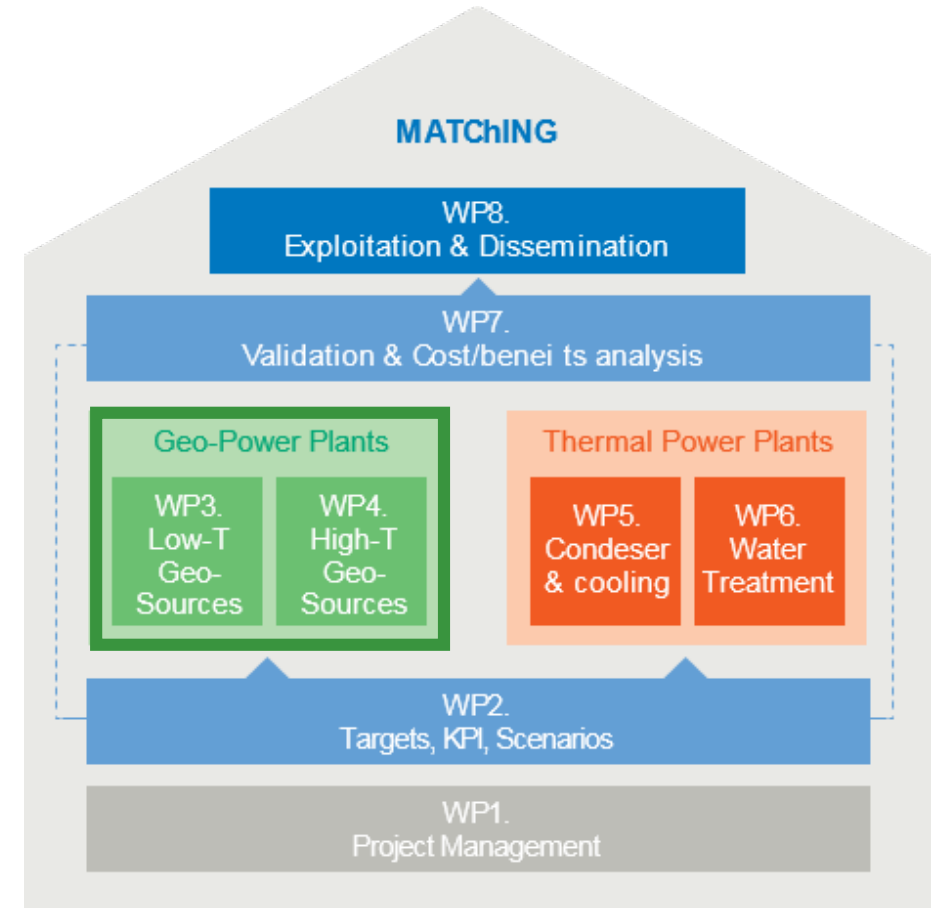 MATChING
WP8.
Exploitation & Dissemination
WP7.
Validation & Cost/benei ts analysis
Geo-Power Plants
WP3.
Low-T
Geo-
Sources
WP4.
High-T
Geo-
Sources
Thermal Power Plants
WP5.
Condeser
& cooling
WP6.
Water
Treatment
WP2.
Targets, KPI, Scenarios
WP1.
Project Management